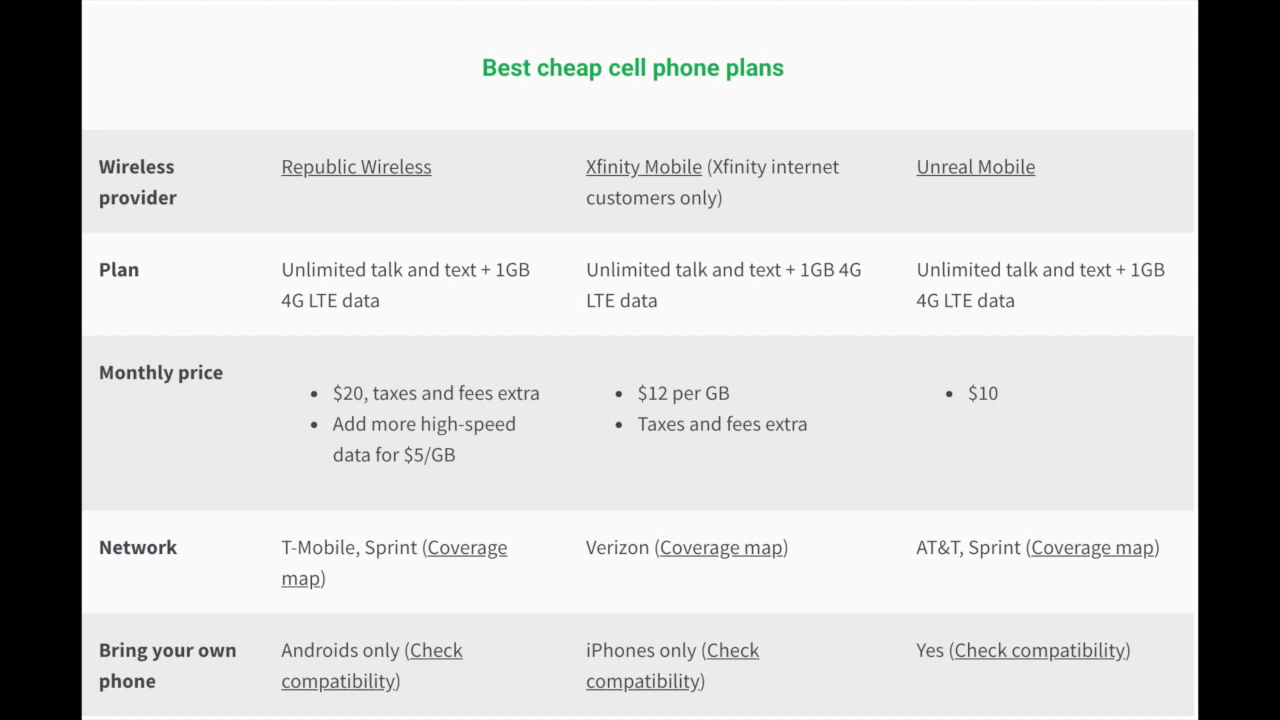 Best cheap cell phone plans
Wireless provider
Republic Wireless
Xfinity Mobile (Xfinity internet
customers only)
Unreal Mobile
Plan
Unlimited talk and text + 1GB
4G LTE data
Unlimited talk and text + 1GB 4G
LTE data
Unlimited talk and text + 1GB
4G LTE data
Monthly price
• $20, taxes and fees extra
• Add more high-speed
data for $5/GB
• $12 per GB
• Taxes and fees extra
• $10
Network
T-Mobile, Sprint (Coverage
map)
Verizon (Coverage map)
AT&T, Sprint (Coverage map)
Bring your own
phone
Androids only (Check
compatibility)
iPhones only (Check
compatibility)
Yes (Check compatibility)